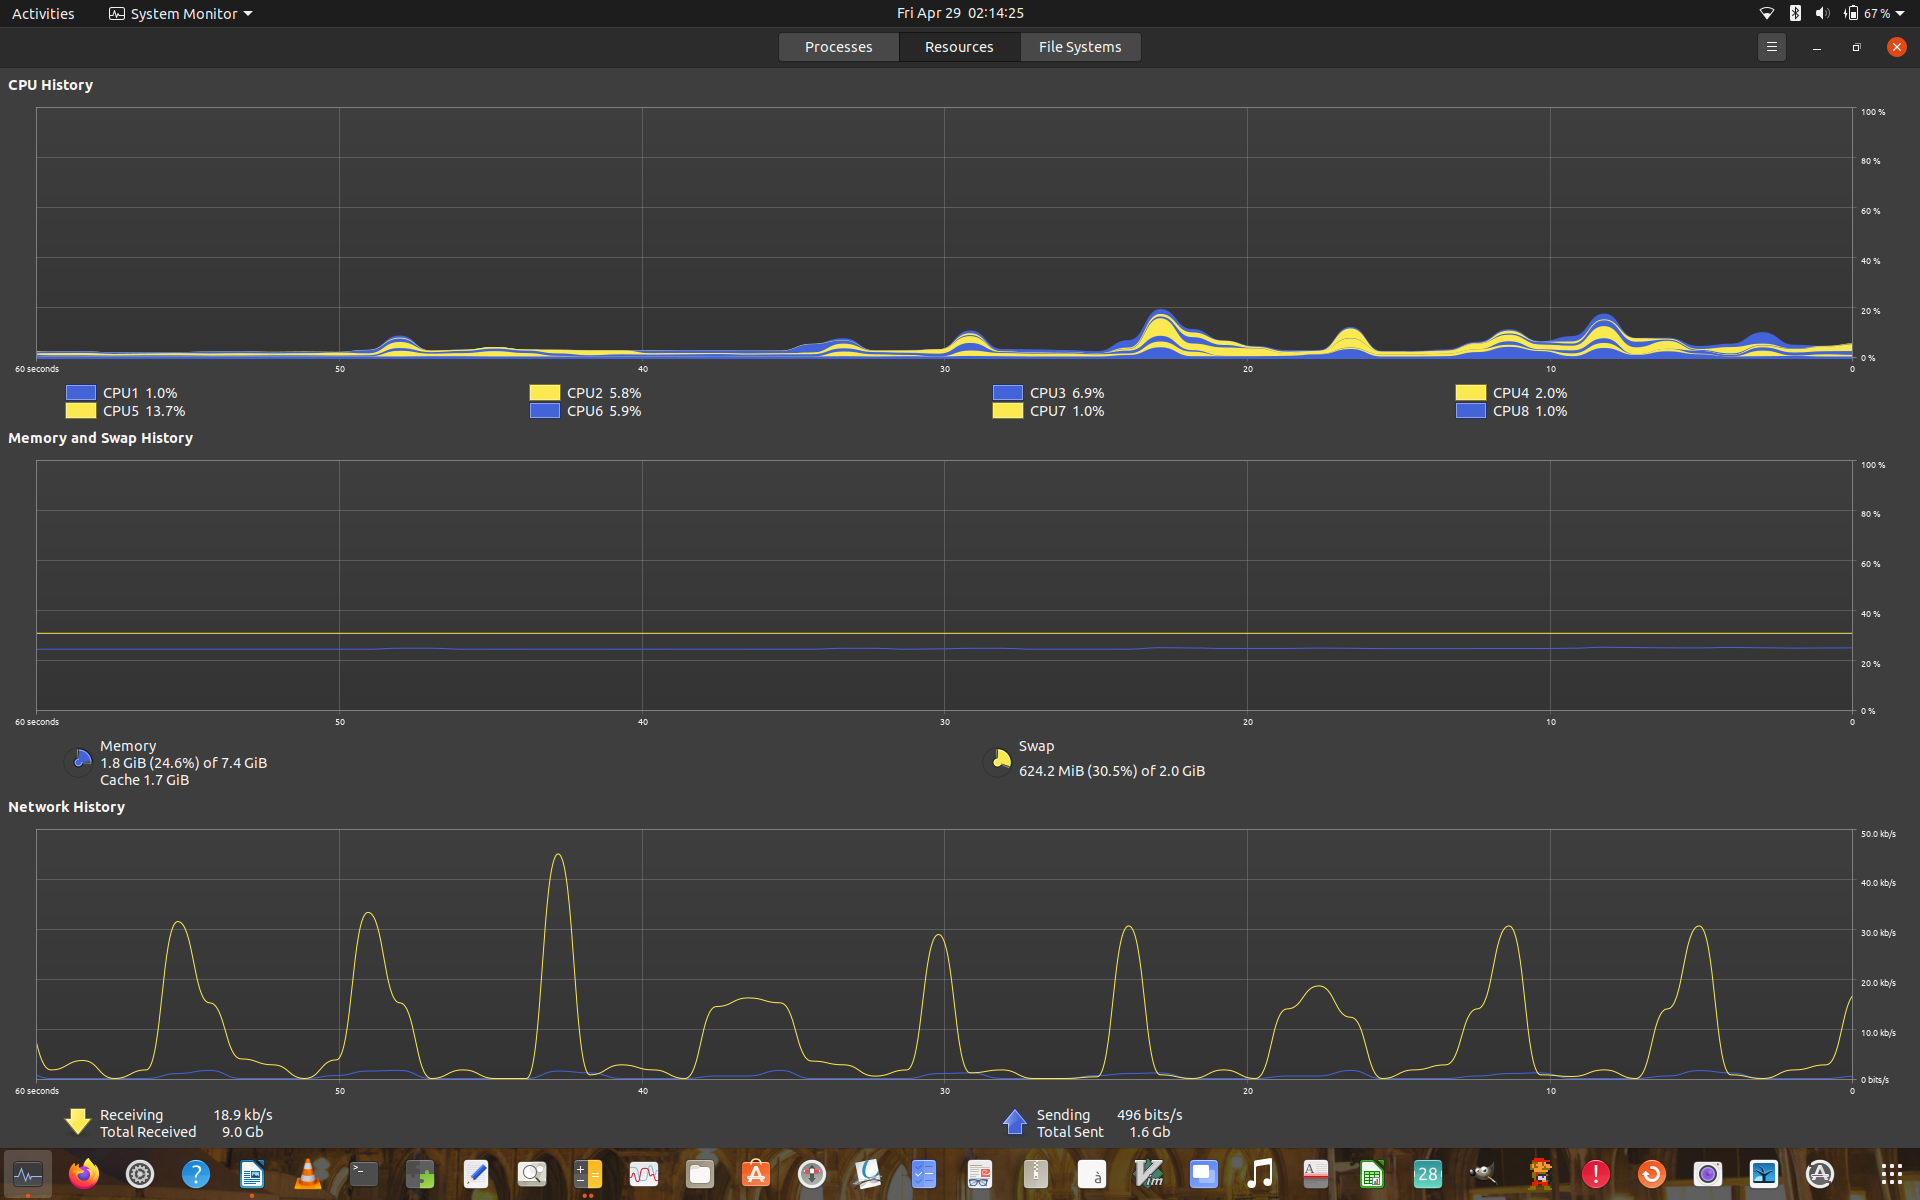 Activities System Monitor Fri Apr 29 02:14:25 67 %
Processes Resources File Systems
CPU History
100 %
80 %
60 %
40 %
20 %
0 %
60 seconds 50 40 30 20 10 0
CPU1 1.0% CPU2 5.8% CPU3 6.9% CPU4 2.0%
CPU5 13.7% CPU6 5.9% CPU7 1.0% CPU8 1.0%
Memory and Swap History
100 %
80 %
60 %
40 %
20 %
0 %
60 seconds 50 40 30 20 10 0
Memory
1.8 GiB (24.6%) of 7.4 GiB
Cache 1.7 GiB
Swap
624.2 MiB (30.5%) of 2.0 GiB
Network History
50.0 kb/s
40.0 kb/s
30.0 kb/s
20.0 kb/s
10.0 kb/s
0 bits/s
60 seconds 50 40 30 20 10 0
Receiving 18.9 kb/s
Total Received 9.0 Gb
Sending 496 bits/s
Total Sent 1.6 Gb
? >_ à Vim A 28 !